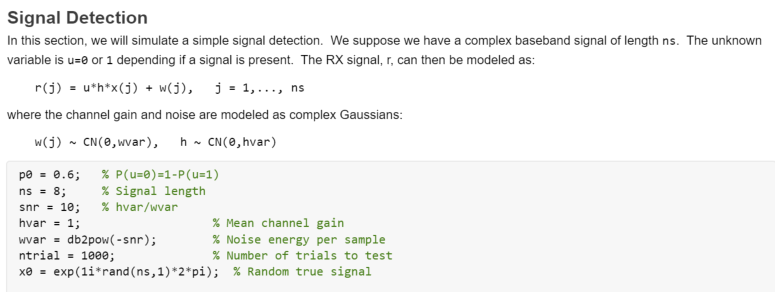 Signal Detection
In this section, we will simulate a simple signal detection.  We suppose we have a complex baseband signal of length ns.  The unknown
variable is u=0 or 1 depending if a signal is present.  The RX signal, r, can then be modeled as:
r(j) = u*h*x(j) + w(j),   j = 1,..., ns
where the channel gain and noise are modeled as complex Gaussians:
w(j) ~ CN(0,wvar),   h ~ CN(0,hvar)
p0 = 0.6;   % P(u=0)=1-P(u=1)
ns = 8;     % Signal length
snr = 10;   % hvar/wvar
hvar = 1;                   % Mean channel gain
wvar = db2pow(-snr);        % Noise energy per sample
ntrial = 1000;              % Number of trials to test
x0 = exp(1i*rand(ns,1)*2*pi);  % Random true signal